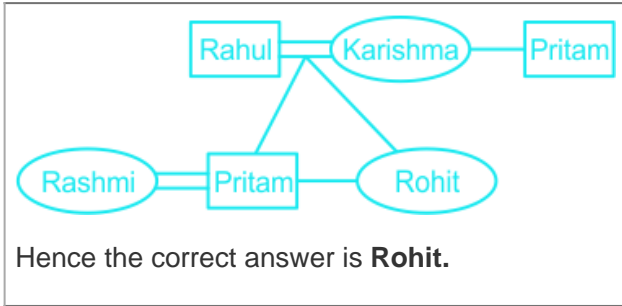 Rahul Karishma Pritam
Rashmi Pritam Rohit
Hence the correct answer is Rohit.